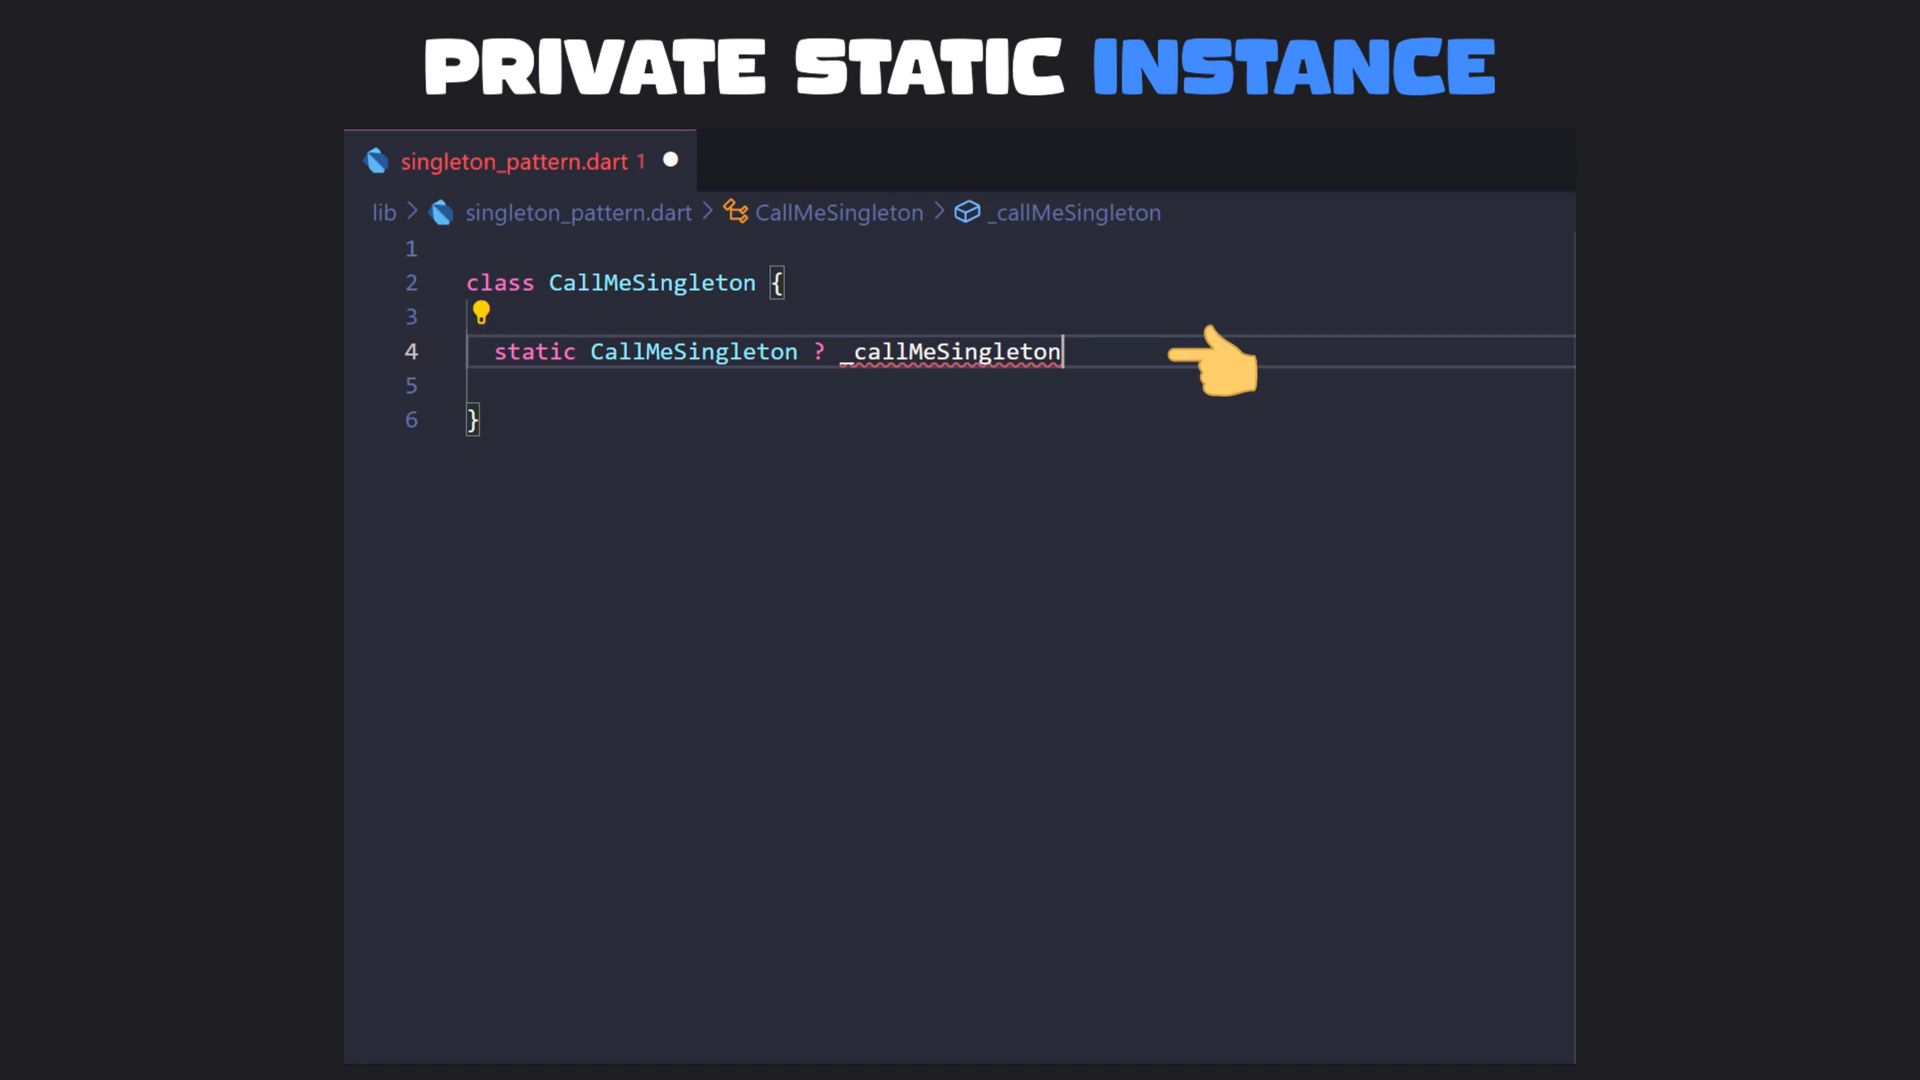 PRIVATE STATIC INSTANCE
singleton_pattern.dart 1
lib > singleton_pattern.dart > CallMeSingleton > _callMeSingleton
1
2 class CallMeSingleton {
3
4 static CallMeSingleton ? _callMeSingleton
5
6 }